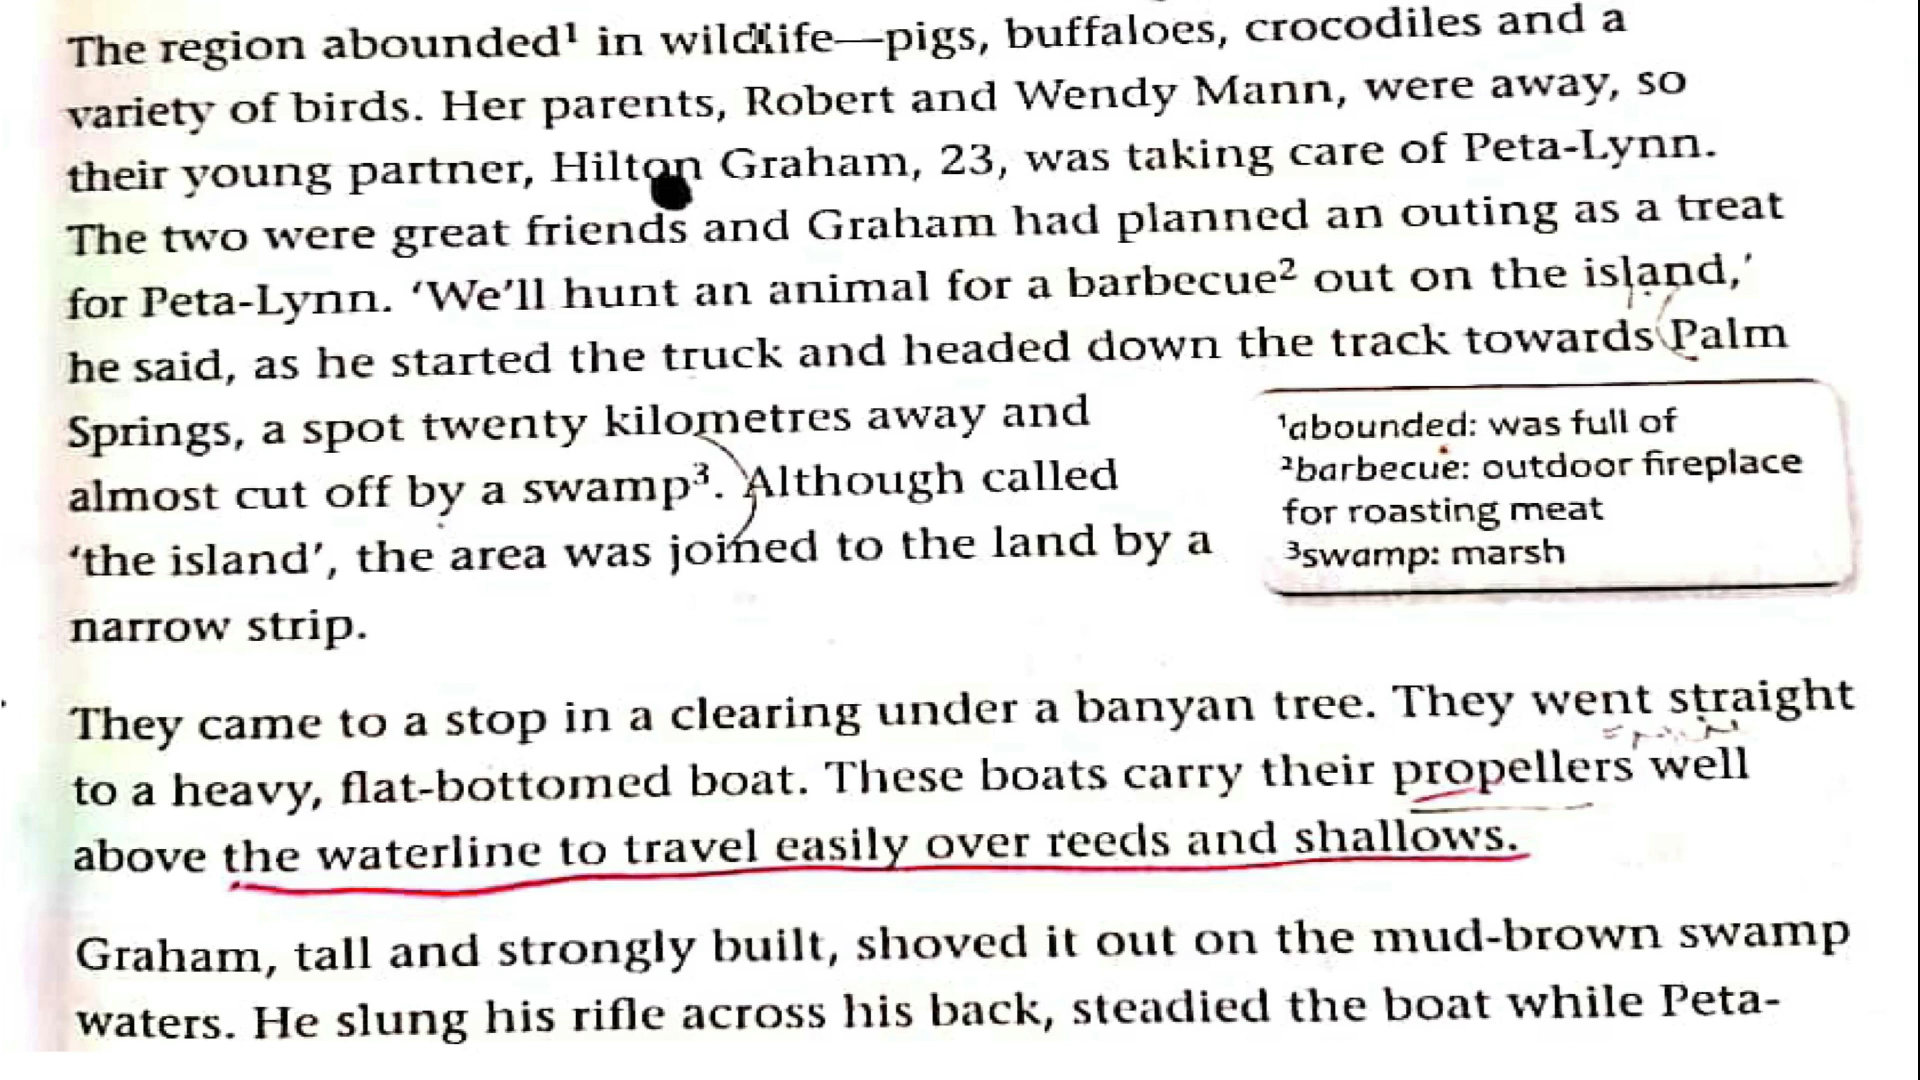 The region abounded¹ in wildlife—pigs, buffaloes, crocodiles and a
variety of birds. Her parents, Robert and Wendy Mann, were away, so
their young partner, Hilton Graham, 23, was taking care of Peta-Lynn.
The two were great friends and Graham had planned an outing as a treat
for Peta-Lynn. ‘We’ll hunt an animal for a barbecue² out on the island,’
he said, as he started the truck and headed down the track towards Palm
Springs, a spot twenty kilometres away and
almost cut off by a swamp³. Although called
‘the island’, the area was joined to the land by a
narrow strip.
¹abounded: was full of
²barbecue: outdoor fireplace
for roasting meat
³swamp: marsh
They came to a stop in a clearing under a banyan tree. They went straight
to a heavy, flat-bottomed boat. These boats carry their propellers well
above the waterline to travel easily over reeds and shallows.
Graham, tall and strongly built, shoved it out on the mud-brown swamp
waters. He slung his rifle across his back, steadied the boat while Peta-